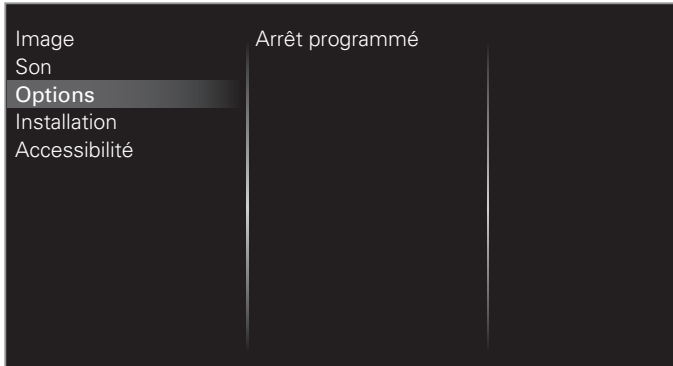 Image
Son
Options
Installation
Accessibilité
Arrêt programmé